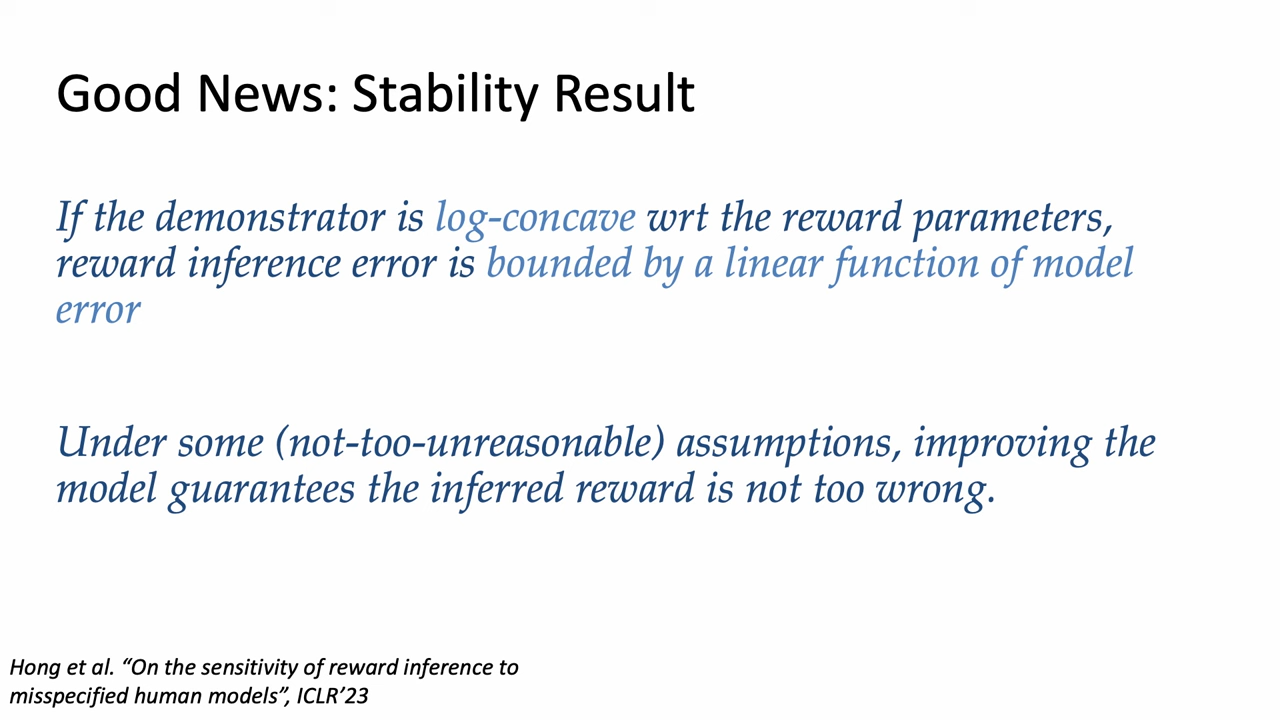 Good News: Stability Result
If the demonstrator is log-concave wrt the reward parameters,
reward inference error is bounded by a linear function of model
error
Under some (not-too-unreasonable) assumptions, improving the
model guarantees the inferred reward is not too wrong.
Hong et al. “On the sensitivity of reward inference to
misspecified human models”, ICLR’23